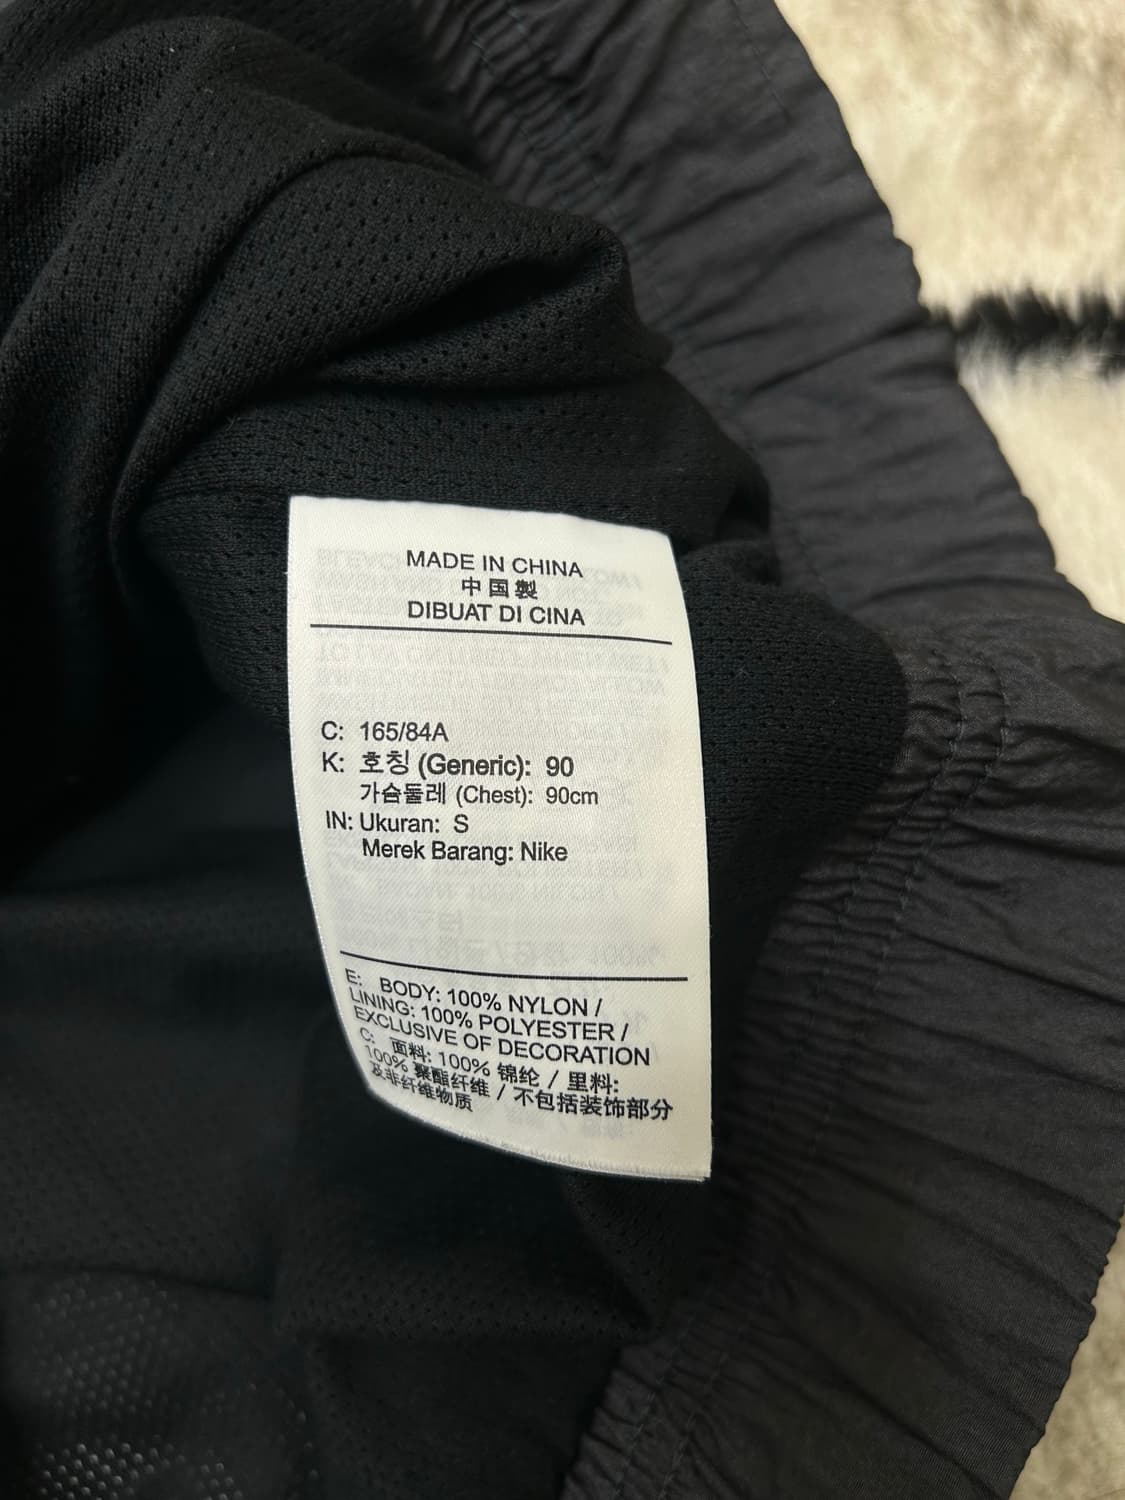 MADE IN CHINA
中国製
DIBUAT DI CINA
C: 165/84A
K: 호칭 (Generic): 90
가슴둘레 (Chest): 90cm
IN: Ukuran: S
Merek Barang: Nike
E: BODY: 100% NYLON /
LINING: 100% POLYESTER /
EXCLUSIVE OF DECORATION
C: 面料: 100% 锦纶 / 里料:
100% 聚酯纤维 / 不包括装饰部分
及非纤维物质